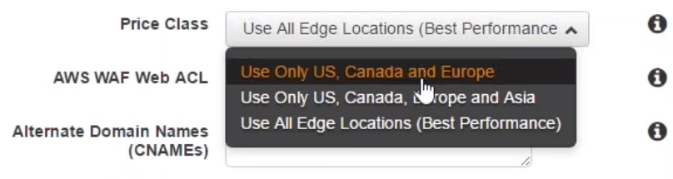 Price Class
Use All Edge Locations (Best Performance
Use Only US, Canada and Europe
AWS WAF Web ACL
Use Only US, Canada, Europe and Asia
Use All Edge Locations (Best Performance)
Alternate Domain Names
(CNAMEs)